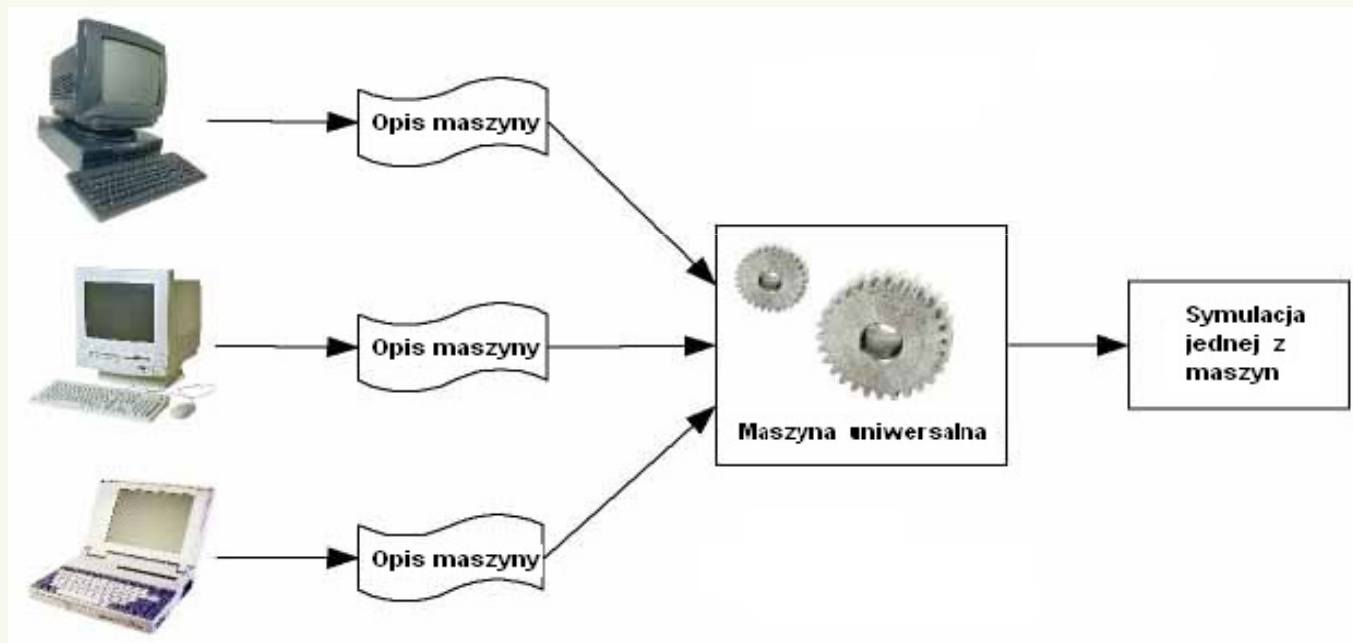 Opis maszyny
Opis maszyny
Opis maszyny
Maszyna uniwersalna
Symulacja
jednej z
maszyn